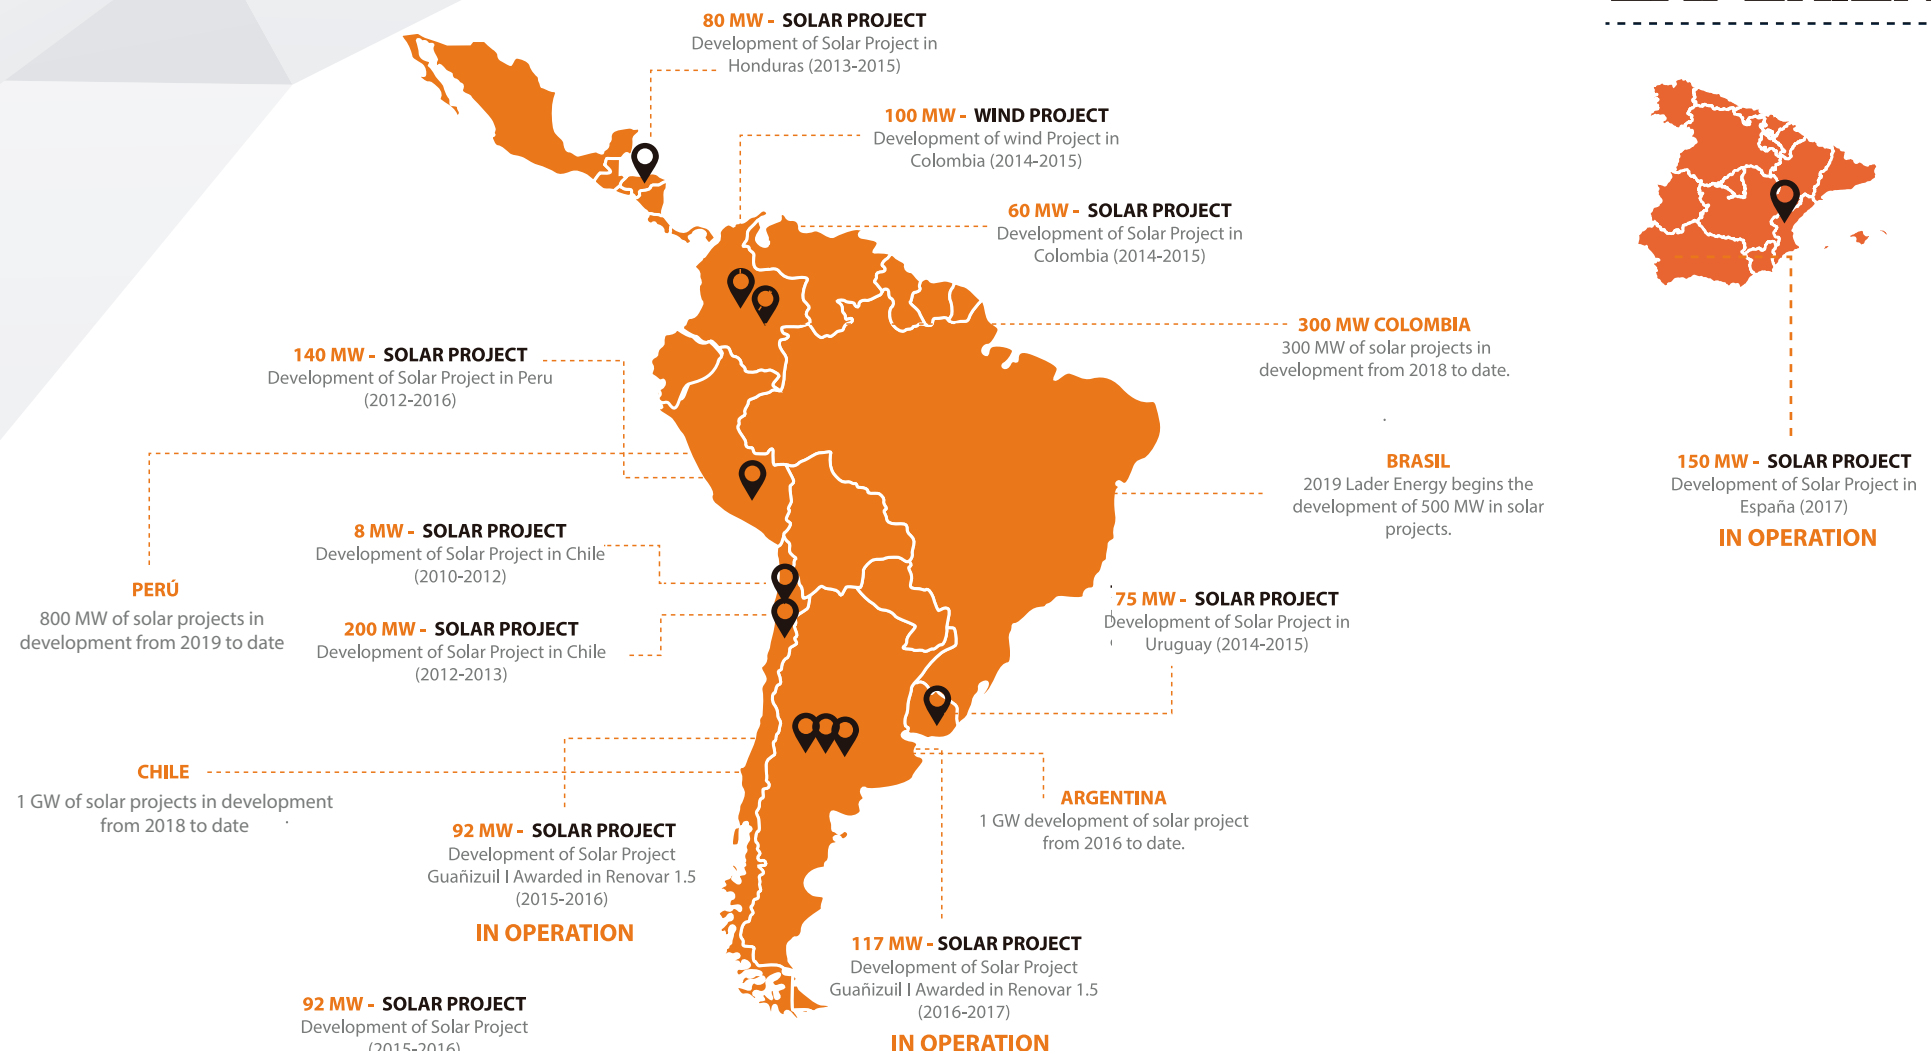 80 MW - SOLAR PROJECT
Development of Solar Project in
Honduras (2013-2015)
100 MW - WIND PROJECT
Development of wind Project in
Colombia (2014-2015)
60 MW - SOLAR PROJECT
Development of Solar Project in
Colombia (2014-2015)
300 MW COLOMBIA
300 MW of solar projects in
development from 2018 to date.
140 MW - SOLAR PROJECT
Development of Solar Project in Peru
(2012-2016)
BRASIL
2019 Lader Energy begins the
development of 500 MW in solar
projects.
150 MW - SOLAR PROJECT
Development of Solar Project in
España (2017)
IN OPERATION
8 MW - SOLAR PROJECT
Development of Solar Project in Chile
(2010-2012)
PERÚ
800 MW of solar projects in
development from 2019 to date
200 MW - SOLAR PROJECT
Development of Solar Project in Chile
(2012-2013)
75 MW - SOLAR PROJECT
Development of Solar Project in
Uruguay (2014-2015)
CHILE
1 GW of solar projects in development
from 2018 to date
ARGENTINA
1 GW development of solar project
from 2016 to date.
92 MW - SOLAR PROJECT
Development of Solar Project
Guañizuil I Awarded in Renovar 1.5
(2015-2016)
IN OPERATION
117 MW - SOLAR PROJECT
Development of Solar Project
Guañizuil I Awarded in Renovar 1.5
(2016-2017)
IN OPERATION
92 MW - SOLAR PROJECT
Development of Solar Project
(2015-2016)